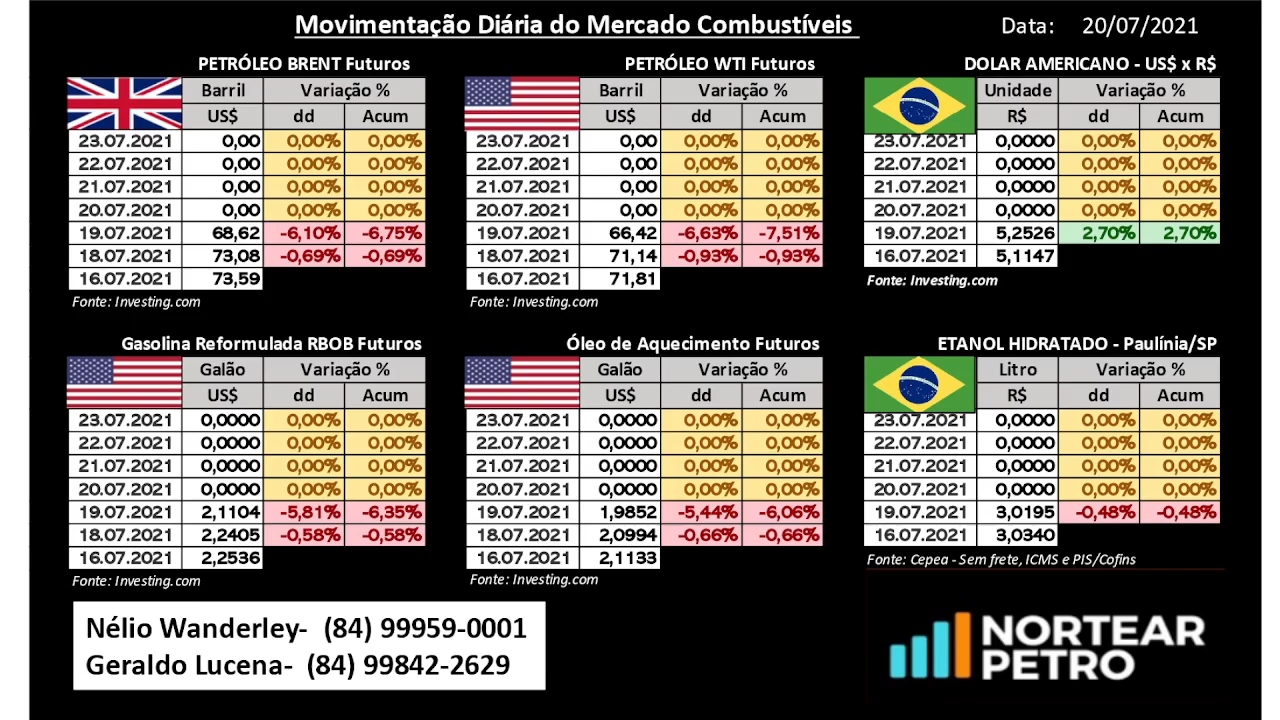 Movimentação Diária do Mercado Combustíveis
Data: 20/07/2021
PETRÓLEO BRENT Futuros
Barril Variação %
US$ dd Acum
23.07.2021 0,00 0,00% 0,00%
22.07.2021 0,00 0,00% 0,00%
21.07.2021 0,00 0,00% 0,00%
20.07.2021 0,00 0,00% 0,00%
19.07.2021 68,62 -6,10% -6,75%
18.07.2021 73,08 -0,69% -0,69%
16.07.2021 73,59
Fonte: Investing.com
PETRÓLEO WTI Futuros
Barril Variação %
US$ dd Acum
23.07.2021 0,00 0,00% 0,00%
22.07.2021 0,00 0,00% 0,00%
21.07.2021 0,00 0,00% 0,00%
20.07.2021 0,00 0,00% 0,00%
19.07.2021 66,42 -6,63% -7,51%
18.07.2021 71,14 -0,93% -0,93%
16.07.2021 71,81
Fonte: Investing.com
DOLAR AMERICANO - US$ x R$
Unidade Variação %
R$ dd Acum
23.07.2021 0,0000 0,00% 0,00%
22.07.2021 0,0000 0,00% 0,00%
21.07.2021 0,0000 0,00% 0,00%
20.07.2021 0,0000 0,00% 0,00%
19.07.2021 5,2526 2,70% 2,70%
16.07.2021 5,1147
Fonte: Investing.com
Gasolina Reformulada RBOB Futuros
Galão Variação %
US$ dd Acum
23.07.2021 0,0000 0,00% 0,00%
22.07.2021 0,0000 0,00% 0,00%
21.07.2021 0,0000 0,00% 0,00%
20.07.2021 0,0000 0,00% 0,00%
19.07.2021 2,1104 -5,81% -6,35%
18.07.2021 2,2405 -0,58% -0,58%
16.07.2021 2,2536
Fonte: Investing.com
Óleo de Aquecimento Futuros
Galão Variação %
US$ dd Acum
23.07.2021 0,0000 0,00% 0,00%
22.07.2021 0,0000 0,00% 0,00%
21.07.2021 0,0000 0,00% 0,00%
20.07.2021 0,0000 0,00% 0,00%
19.07.2021 1,9852 -5,44% -6,06%
18.07.2021 2,0994 -0,66% -0,66%
16.07.2021 2,1133
Fonte: Investing.com
ETANOL HIDRATADO - Paulínia/SP
Litro Variação %
R$ dd Acum
23.07.2021 0,0000 0,00% 0,00%
22.07.2021 0,0000 0,00% 0,00%
21.07.2021 0,0000 0,00% 0,00%
20.07.2021 0,0000 0,00% 0,00%
19.07.2021 3,0195 -0,48% -0,48%
16.07.2021 3,0340
Fonte: Cepea - Sem frete, ICMS e PIS/Cofins
Nélio Wanderley- (84) 99959-0001
Geraldo Lucena- (84) 99842-2629
NORTEAR
PETRO